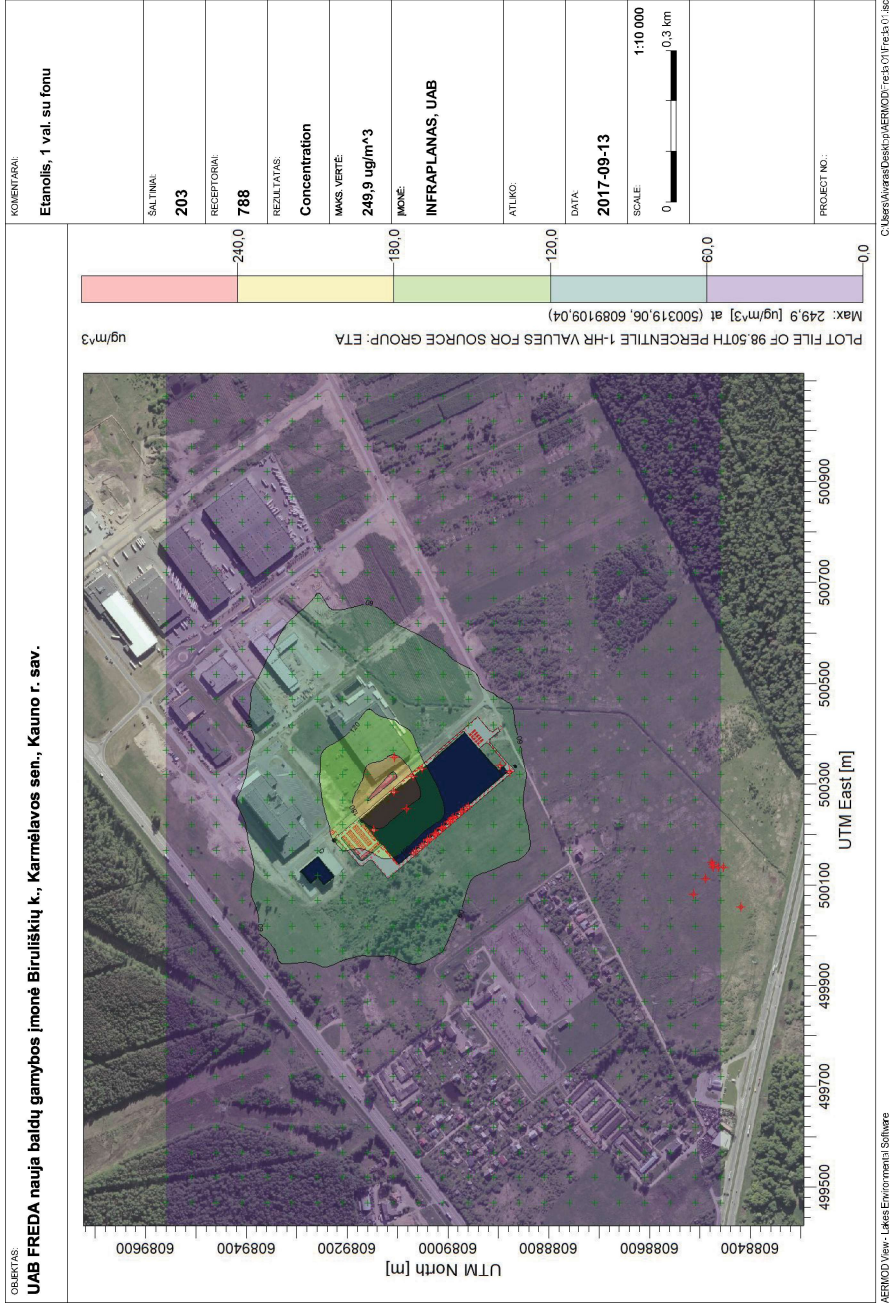 OBJEKTAS:
UAB FREDA nauja baldų gamybos įmonė Biruliškių k., Karmėlavos sen., Kauno r. sav.
KOMENTARAI:
Etanolis, 1 val. su fonu
ŠALTINIAI:
203
RECEPTORIAI:
788
REZULTATAS:
Concentration
MAKS. VERTĖ:
249,9 ug/m^3
ĮMONĖ:
INFRAPLANAS, UAB
ATLIKO:
DATA:
2017-09-13
SCALE:
1:10 000
0
0,3 km
PROJECT NO.:
ug/m^3
PLOT FILE OF 98.50TH PERCENTILE 1-HR VALUES FOR SOURCE GROUP: ETA
Max: 249,9 [ug/m^3] at (500319,06, 6089109,04)
240,0
180,0
120,0
60,0
0,0
UTM North [m]
6089600
6089400
6089200
6089000
6088800
6088600
6088400
120
180
60
60
60
UTM East [m]
499500
499700
499900
500100
500300
500500
500700
500900
AERMOD View - Lakes Environmental Software